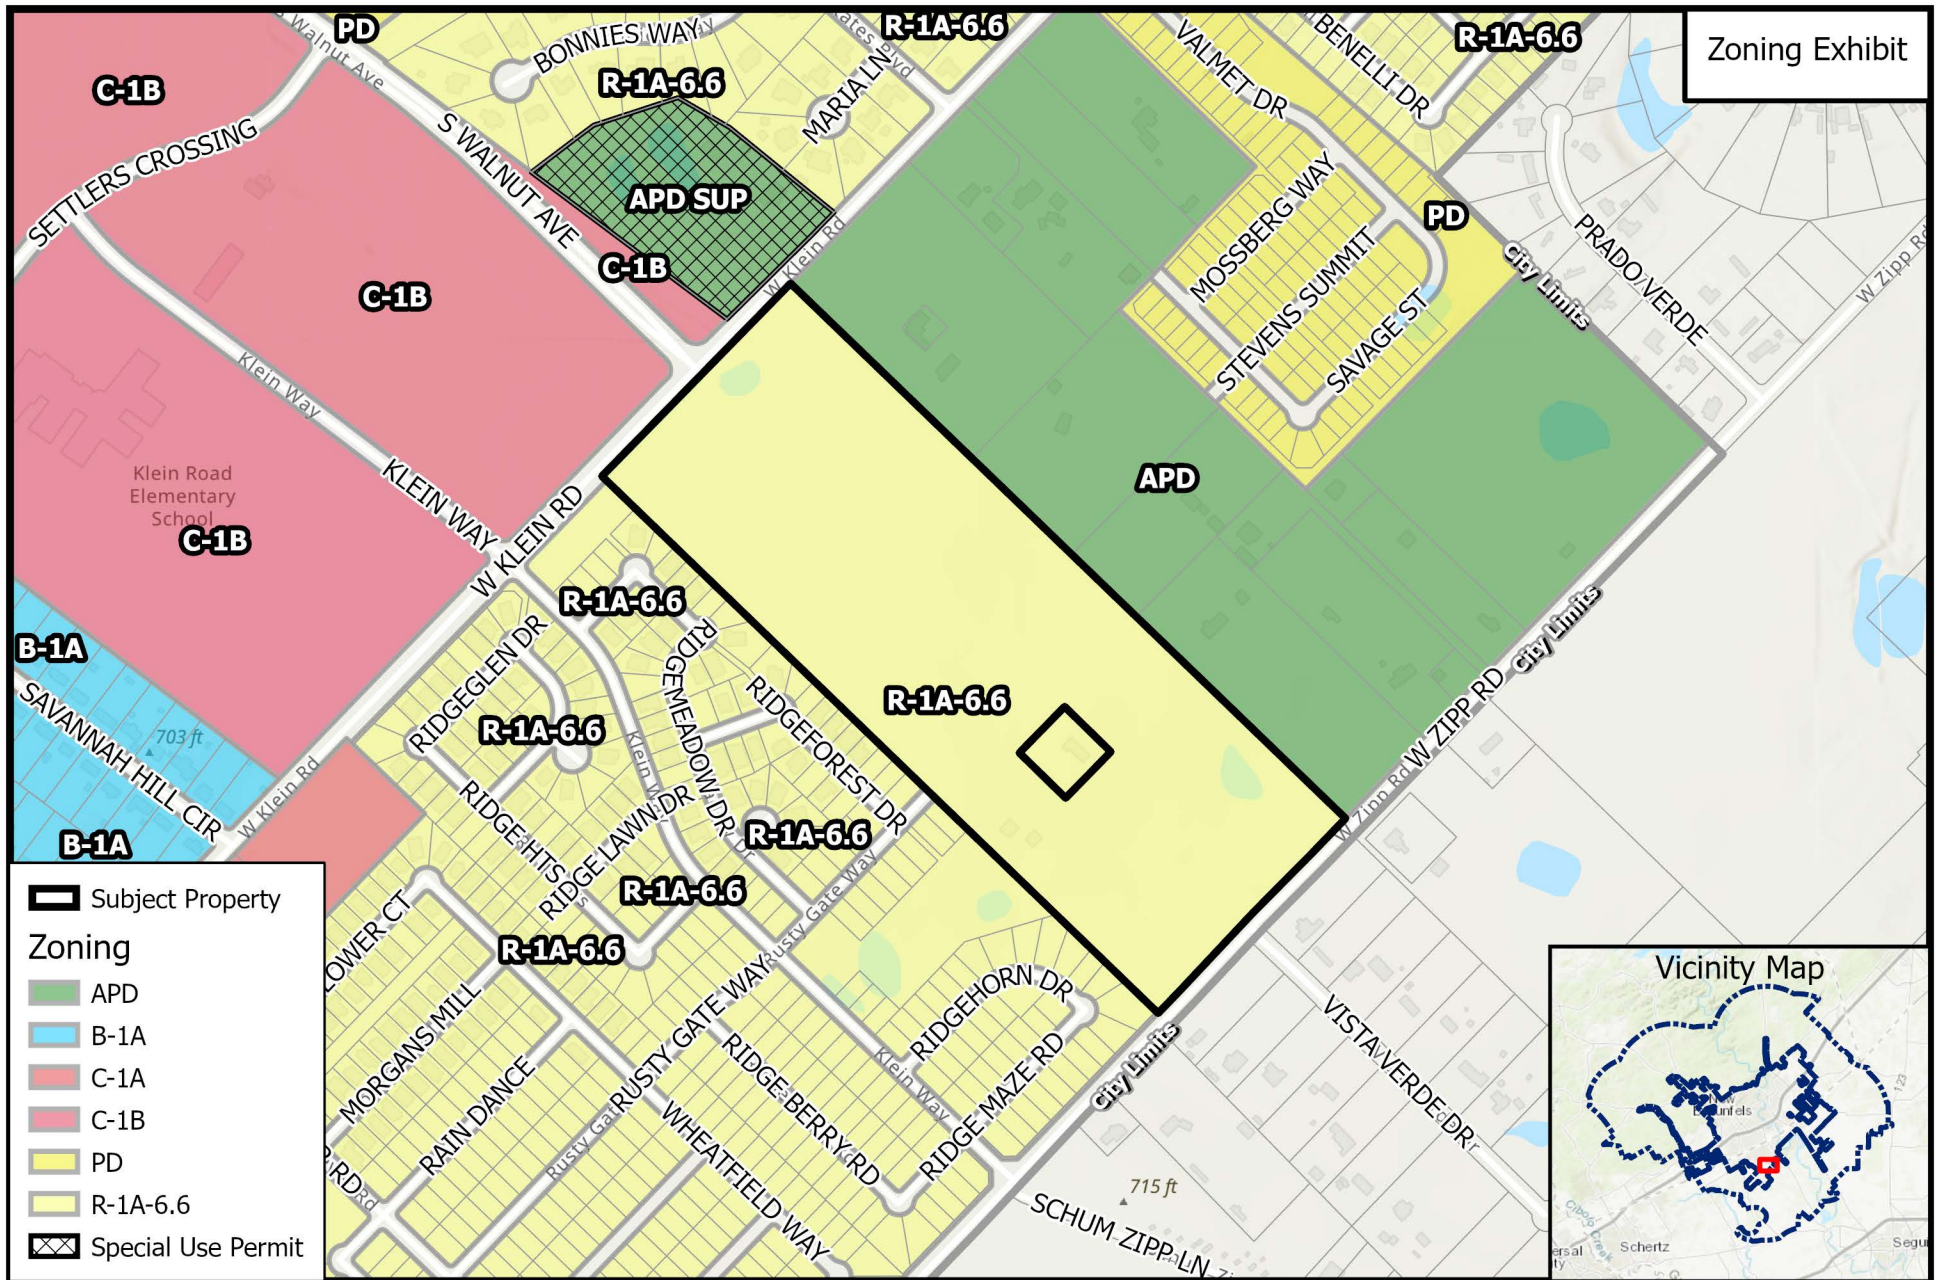 Zoning Exhibit
PD
R-1A-6.6
R-1A-6.6
C-1B
S Walnut Ave
BONNIES WAY
R-1A-6.6
MARIA LN
VALMET DR
BENELLI DR
SETTLERS CROSSING
S WALNUT AVE
APD SUP
C-1B
W Klein Rd
C-1B
MOSSBERG WAY
PD
STEVENS SUMMIT
SAVAGE ST
City Limits
PRADO VERDE
W Zipp Rd
Klein Way
Klein Road
Elementary
School
C-1B
KLEIN WAY
W KLEIN RD
APD
R-1A-6.6
City Limits
B-1A
SAVANNAH HILL CIR
703 ft
W Klein Rd
B-1A
RIDGEGLEN DR
R-1A-6.6
RIDGEMEADOW DR
RIDGEFOREST DR
R-1A-6.6
W ZIPP RD
W Zipp Rd
RIDGE HTS
RIDGE LAWN DR
R-1A-6.6
R-1A-6.6
Rusty Gate Way
R-1A-6.6
LOWER CT
MORGANS MILL
RAIN DANCE
RUSTY GATE WAY
WHEATFIELD WAY
RIDGE BERRY RD
Klein Way
RIDGEHORN DR
RIDGE MAZE RD
City Limits
VISTA VERDE DR
715 ft
SCHUM ZIPP LN
Subject Property
Zoning
APD
B-1A
C-1A
C-1B
PD
R-1A-6.6
Special Use Permit
Vicinity Map
123
Schertz